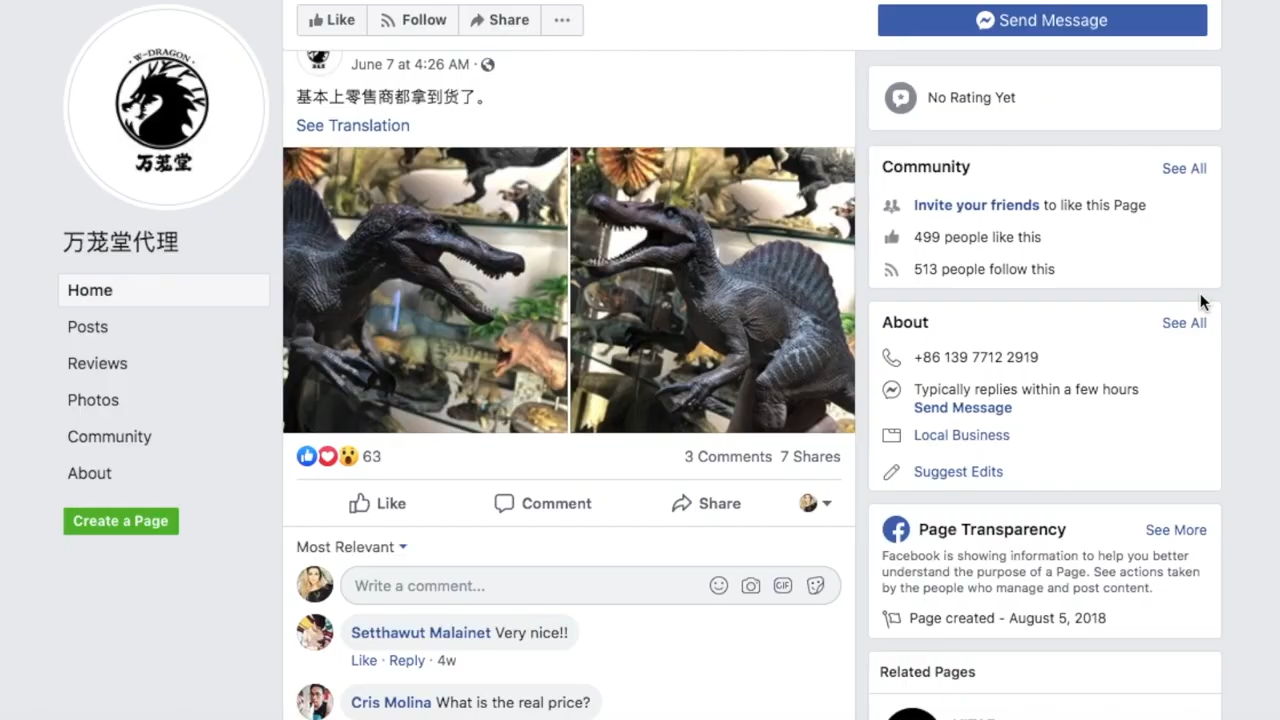 Like
Follow
Share
Send Message
· W-DRAGON ·
万茏堂
万茏堂代理
Home
Posts
Reviews
Photos
Community
About
Create a Page
June 7 at 4:26 AM ·
基本上零售商都拿到货了。
See Translation
63
3 Comments 7 Shares
Like
Comment
Share
Most Relevant
Write a comment...
GIF
Setthawut Malainet Very nice!!
Like · Reply · 4w
Cris Molina What is the real price?
No Rating Yet
Community
See All
Invite your friends to like this Page
499 people like this
513 people follow this
About
See All
+86 139 7712 2919
Typically replies within a few hours
Send Message
Local Business
Suggest Edits
Page Transparency
See More
Facebook is showing information to help you better
understand the purpose of a Page. See actions taken
by the people who manage and post content.
Page created - August 5, 2018
Related Pages